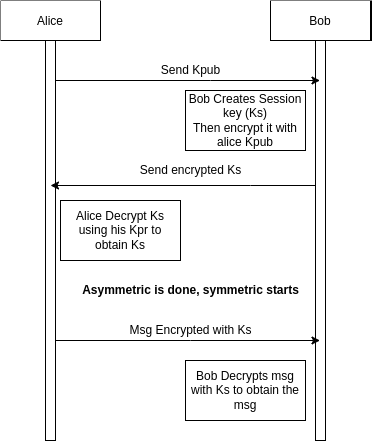 Alice
Bob
Send Kpub
Bob Creates Session
key (Ks)
Then encrypt it with
alice Kpub
Send encrypted Ks
Alice Decrypt Ks
using his Kpr to
obtain Ks
Asymmetric is done, symmetric starts
Msg Encrypted with Ks
Bob Decrypts msg
with Ks to obtain the
msg